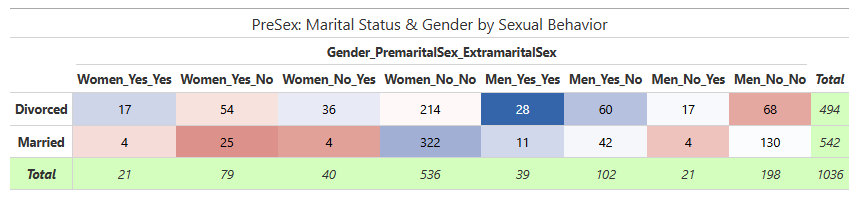 PreSex: Marital Status & Gender by Sexual Behavior
Gender_PremaritalSex_ExtramaritalSex
Women_Yes_Yes Women_Yes_No Women_No_Yes Women_No_No Men_Yes_Yes Men_Yes_No Men_No_Yes Men_No_No Total
Divorced 17 54 36 214 28 60 17 68 494
Married 4 25 4 322 11 42 4 130 542
Total 21 79 40 536 39 102 21 198 1036